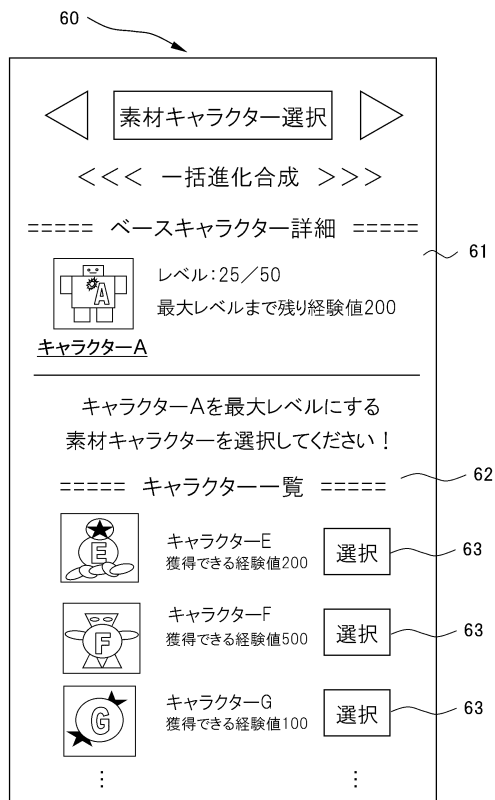 60
素材キャラクター選択
＜＜＜ 一括進化合成 ＞＞＞
===== ベースキャラクター詳細 =====
61
A
レベル：25／50
最大レベルまで残り経験値200
キャラクターA
キャラクターAを最大レベルにする
素材キャラクターを選択してください！
===== キャラクター一覧 =====
62
E
キャラクターE
獲得できる経験値200
選択
63
F
キャラクターF
獲得できる経験値500
選択
63
G
キャラクターG
獲得できる経験値100
選択
63
⋮ ⋮